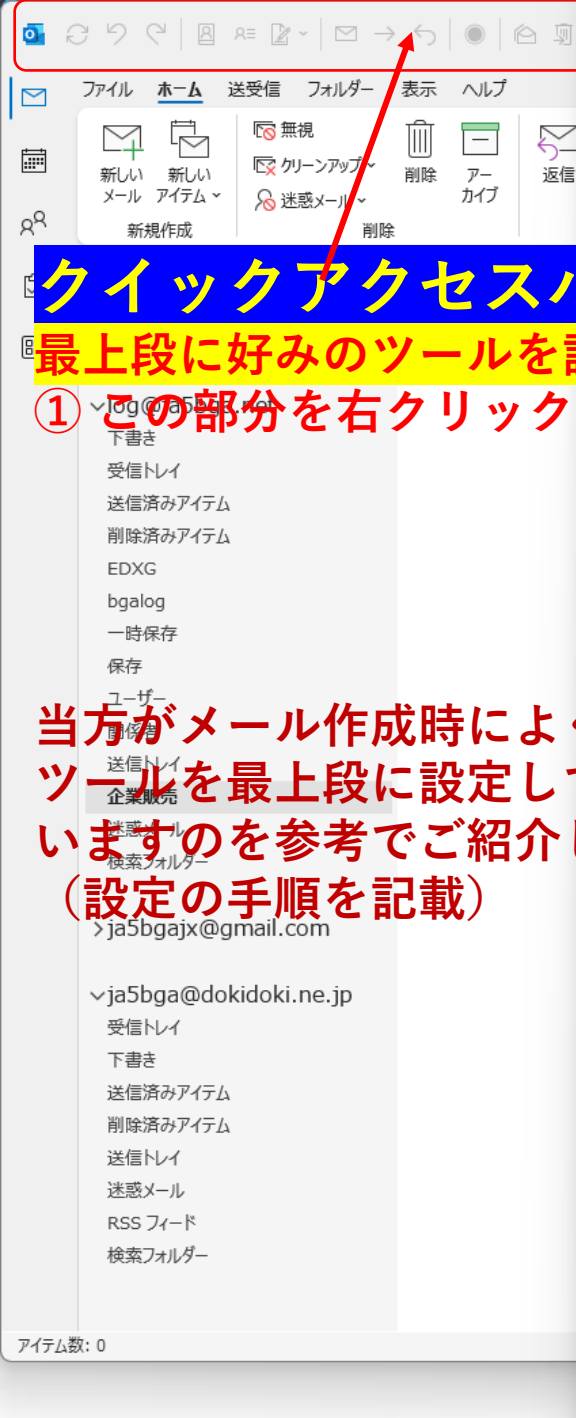 ファイル ホーム 送受信 フォルダー 表示 ヘルプ
新しい
メール
新しい
アイテム
無視
クリーンアップ
迷惑メール
削除
アー
カイブ
返信
新規作成
削除
クイックアクセス
最上段に好みのツールを
① この部分を右クリック
下書き
受信トレイ
送信済みアイテム
削除済みアイテム
EDXG
bgalog
一時保存
保存
ユーザー
関係者
送信トレイ
企業販売
迷惑メール
検索フォルダー
当方がメール作成時によ
ツールを最上段に設定し
いますのを参考でご紹介
（設定の手順を記載）
ja5bgajx@gmail.com
ja5bga@dokidoki.ne.jp
受信トレイ
下書き
送信済みアイテム
削除済みアイテム
送信トレイ
迷惑メール
RSS フィード
検索フォルダー
アイテム数: 0